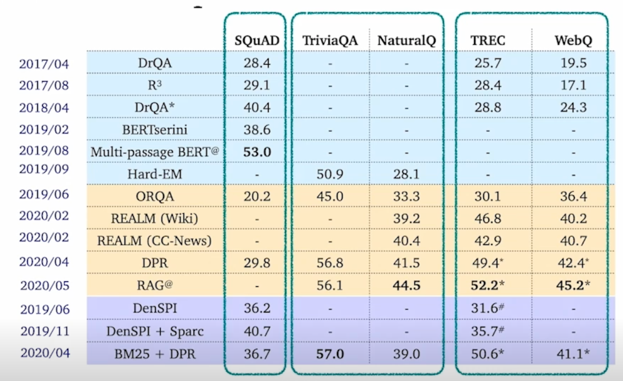 SQuAD TriviaQA NaturalQ TREC WebQ
2017/04 DrQA 28.4 - - 25.7 19.5
2017/08 R³ 29.1 - - 28.4 17.1
2018/04 DrQA* 40.4 - - 28.8 24.3
2019/02 BERTserini 38.6 - - - -
2019/08 Multi-passage BERT@ 53.0 - - - -
2019/09 Hard-EM - 50.9 28.1 - -
2019/06 ORQA 20.2 45.0 33.3 30.1 36.4
2020/02 REALM (Wiki) - - 39.2 46.8 40.2
2020/02 REALM (CC-News) - - 40.4 42.9 40.7
2020/04 DPR 29.8 56.8 41.5 49.4* 42.4*
2020/05 RAG@ - 56.1 44.5 52.2* 45.2*
2019/06 DenSPI 36.2 - - 31.6# -
2019/11 DenSPI + Sparc 40.7 - - 35.7# -
2020/04 BM25 + DPR 36.7 57.0 39.0 50.6* 41.1*